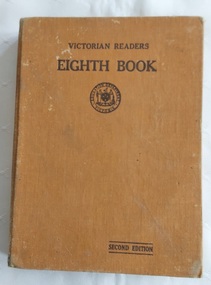 VICTORIAN READERS
EIGHTH BOOK
SECOND EDITION